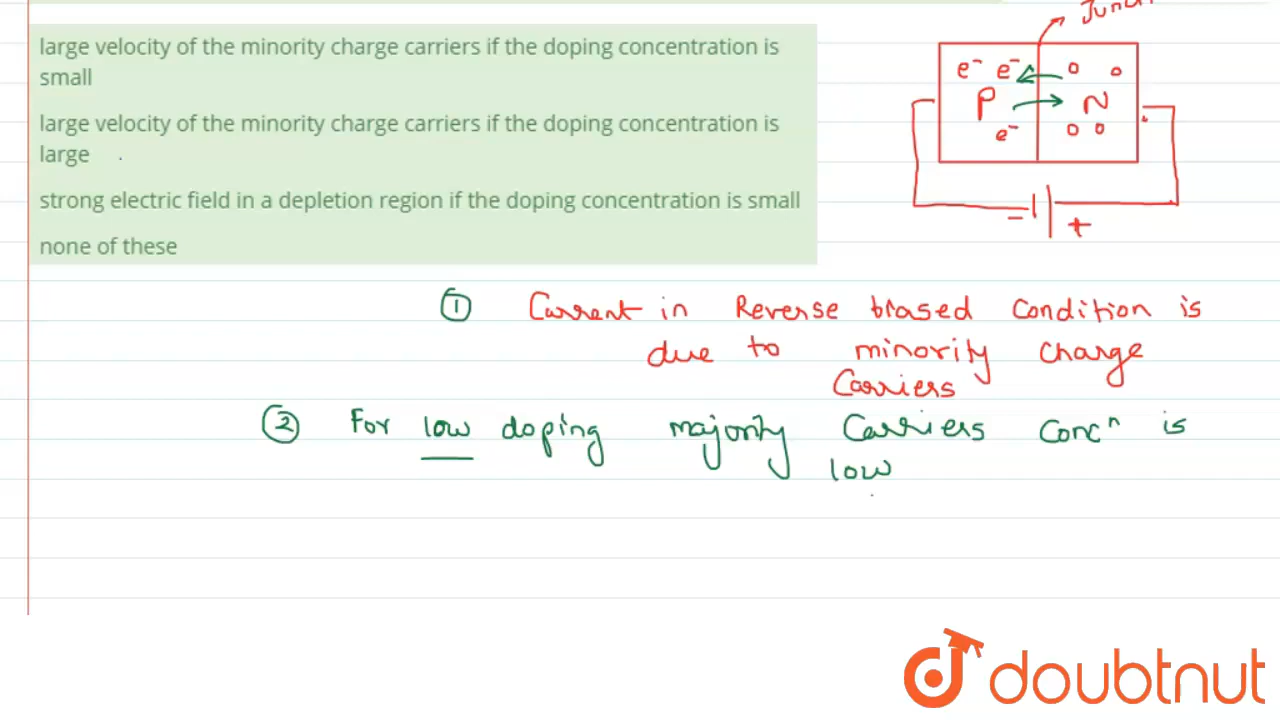 large velocity of the minority charge carriers if the doping concentration is
small
large velocity of the minority charge carriers if the doping concentration is
large
strong electric field in a depletion region if the doping concentration is small
none of these
e⁻ e⁻ o o
P N
e⁻ o o
- +
① Current in Reverse biased condition is
due to minority charge
Carriers
② For low doping majority Carriers Concⁿ is
low
doubtnut